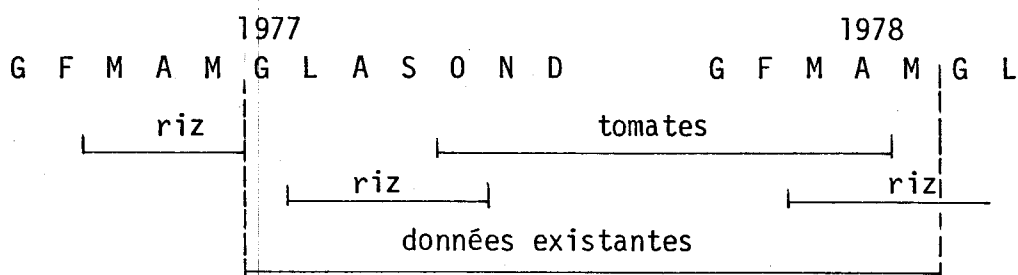 1977 1978
G F M A M G L A S O N D G F M A M G L
riz tomates
riz riz
données existantes